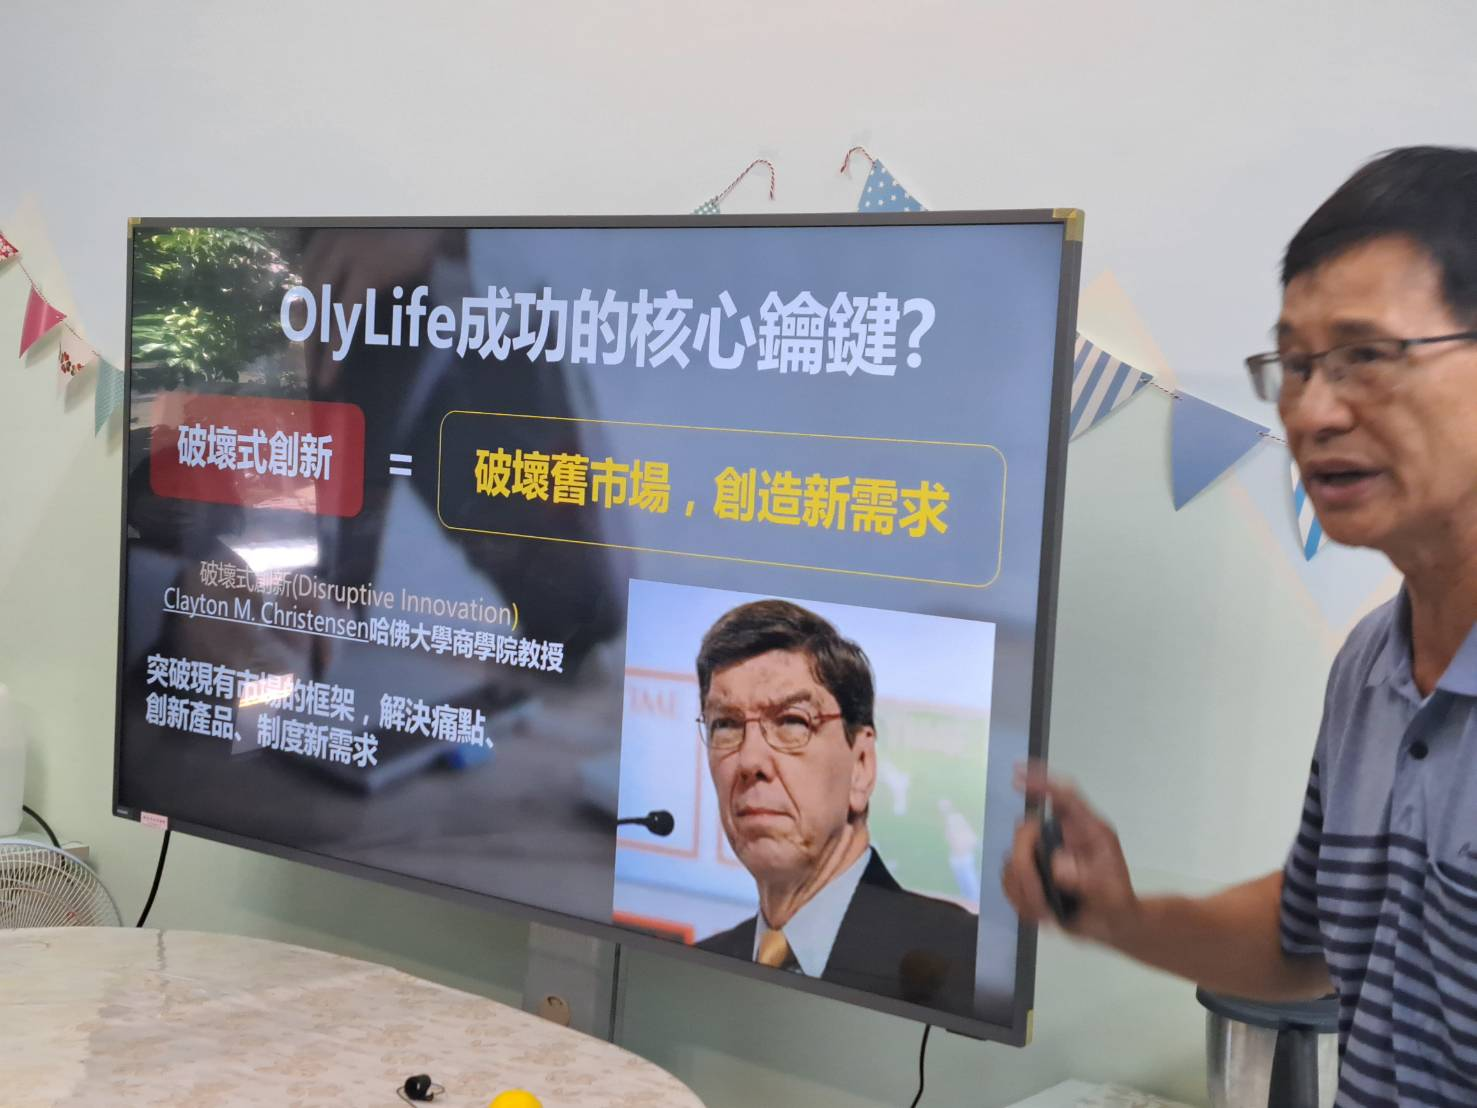 OlyLife成功的核心鑰鍵?
破壞式創新
=
破壞舊市場，創造新需求
破壞式創新(Disruptive Innovation)
Clayton M. Christensen哈佛大學商學院教授
突破現有市場的框架，解決痛點、
創新產品、制度新需求
TIME